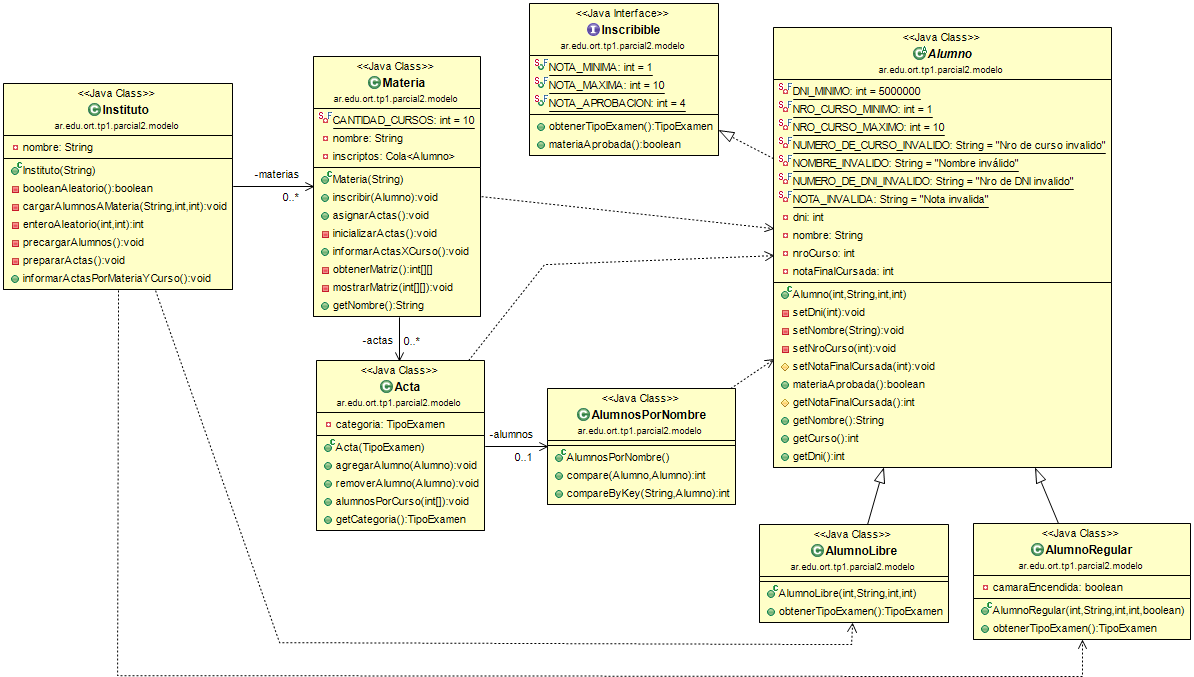 <<Java Class>>
Instituto
ar.edu.ort.tp1.parcial2.modelo
nombre: String
Instituto(String)
booleanAleatorio():boolean
cargarAlumnosAMateria(String,int,int):void
enteroAleatorio(int,int):int
precargarAlumnos():void
prepararActas():void
informarActasPorMateriaYCurso():void
-materias
0..*
<<Java Class>>
Materia
ar.edu.ort.tp1.parcial2.modelo
CANTIDAD_CURSOS: int = 10
nombre: String
inscriptos: Cola<Alumno>
Materia(String)
inscribir(Alumno):void
asignarActas():void
inicializarActas():void
informarActasXCurso():void
obtenerMatriz():int[][]
mostrarMatriz(int[][]):void
getNombre():String
-actas
0..*
<<Java Class>>
Acta
ar.edu.ort.tp1.parcial2.modelo
categoria: TipoExamen
Acta(TipoExamen)
agregarAlumno(Alumno):void
removerAlumno(Alumno):void
alumnosPorCurso(int[]):void
getCategoria():TipoExamen
-alumnos
0..1
<<Java Interface>>
Inscribible
ar.edu.ort.tp1.parcial2.modelo
NOTA_MINIMA: int = 1
NOTA_MAXIMA: int = 10
NOTA_APROBACION: int = 4
obtenerTipoExamen():TipoExamen
materiaAprobada():boolean
<<Java Class>>
AlumnosPorNombre
ar.edu.ort.tp1.parcial2.modelo
AlumnosPorNombre()
compare(Alumno,Alumno):int
compareByKey(String,Alumno):int
<<Java Class>>
Alumno
ar.edu.ort.tp1.parcial2.modelo
DNI_MINIMO: int = 5000000
NRO_CURSO_MINIMO: int = 1
NRO_CURSO_MAXIMO: int = 10
NUMERO_DE_CURSO_INVALIDO: String = "Nro de curso invalido"
NOMBRE_INVALIDO: String = "Nombre inválido"
NUMERO_DE_DNI_INVALIDO: String = "Nro de DNI invalido"
NOTA_INVALIDA: String = "Nota invalida"
dni: int
nombre: String
nroCurso: int
notaFinalCursada: int
Alumno(int,String,int,int)
setDni(int):void
setNombre(String):void
setNroCurso(int):void
setNotaFinalCursada(int):void
materiaAprobada():boolean
getNotaFinalCursada():int
getNombre():String
getCurso():int
getDni():int
<<Java Class>>
AlumnoLibre
ar.edu.ort.tp1.parcial2.modelo
AlumnoLibre(int,String,int,int)
obtenerTipoExamen():TipoExamen
<<Java Class>>
AlumnoRegular
ar.edu.ort.tp1.parcial2.modelo
camaraEncendida: boolean
AlumnoRegular(int,String,int,int,boolean)
obtenerTipoExamen():TipoExamen